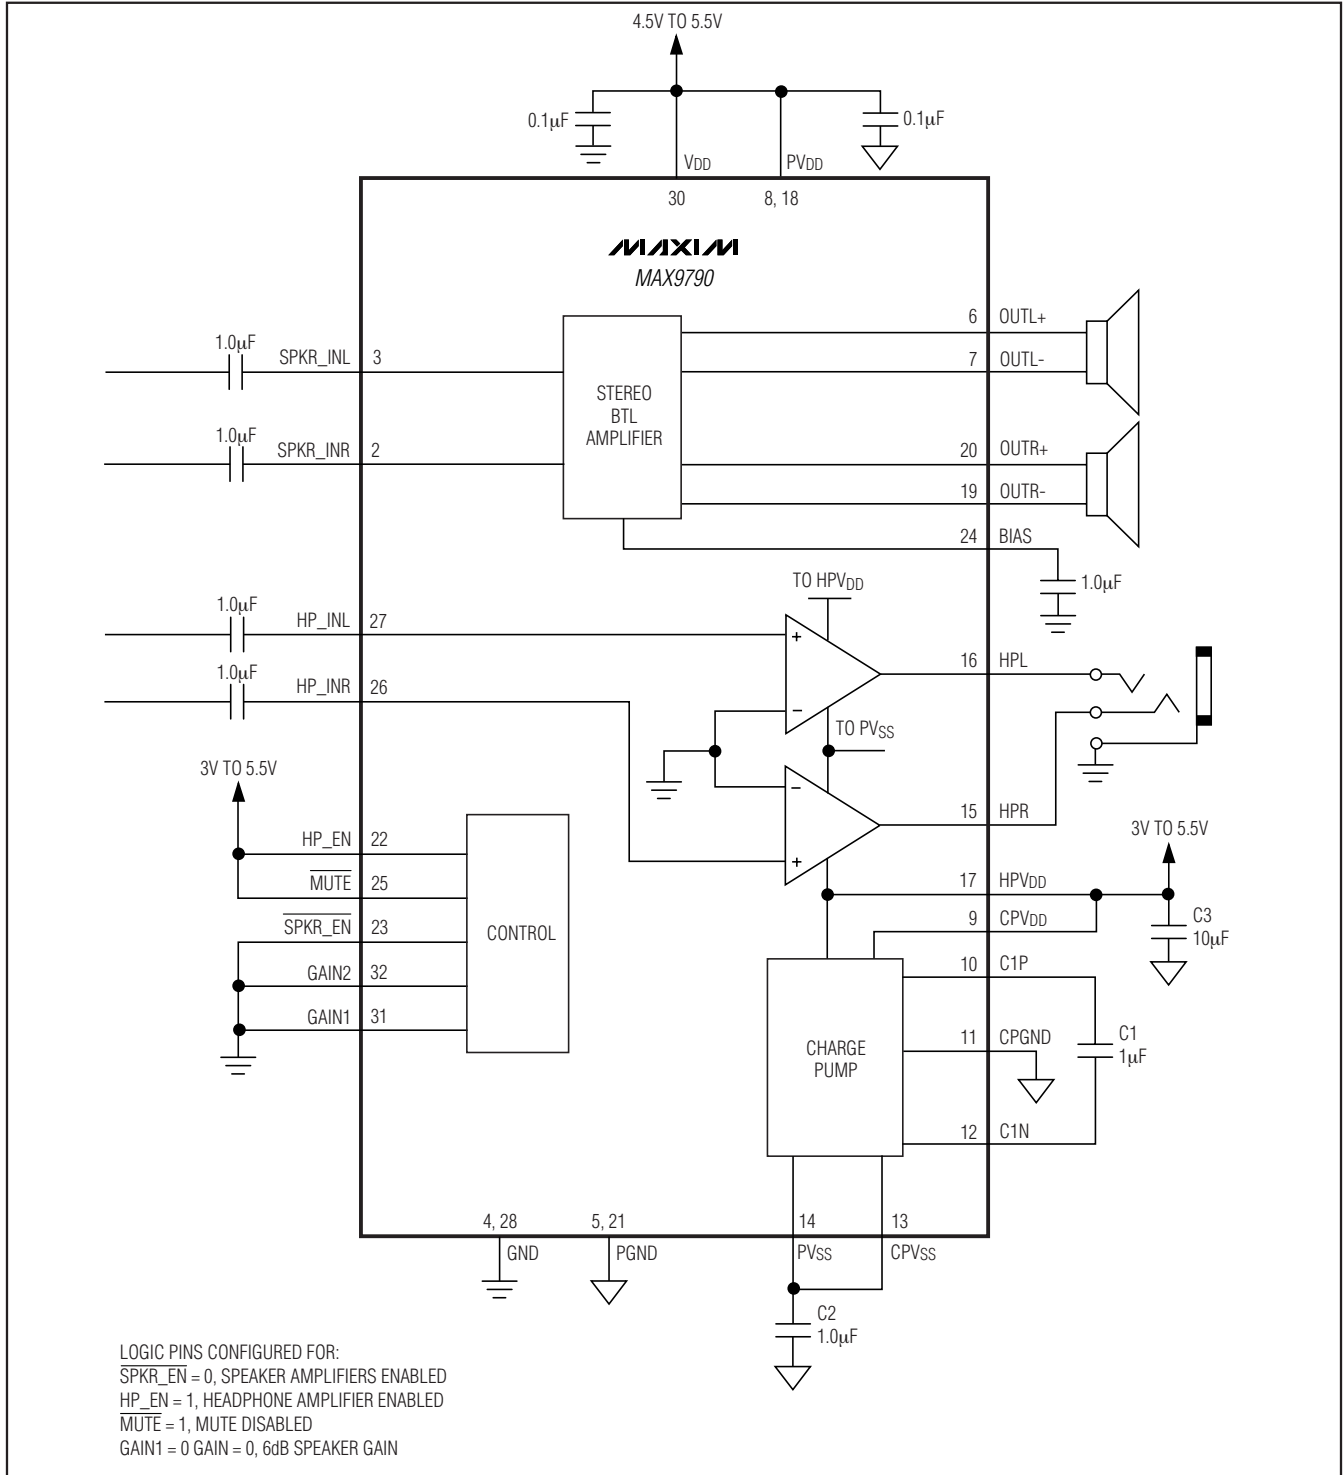 4.5V TO 5.5V
0.1µF
0.1µF
VDD
PVDD
30
8, 18
MAXIM
MAX9790
1.0µF
SPKR_INL
3
6
OUTL+
7
OUTL-
STEREO
BTL
AMPLIFIER
1.0µF
SPKR_INR
2
20
OUTR+
19
OUTR-
24
BIAS
1.0µF
TO HPVDD
1.0µF
HP_INL
27
+
16
HPL
1.0µF
HP_INR
26
−
TO PVSS
3V TO 5.5V
−
15
HPR
3V TO 5.5V
HP_EN
22
+
MUTE
25
17
HPVDD
SPKR_EN
23
9
CPVDD
C3
10µF
CONTROL
GAIN2
32
10
C1P
GAIN1
31
11
CPGND
C1
1µF
CHARGE
PUMP
12
C1N
4, 28
5, 21
14
13
GND
PGND
PVSS
CPVSS
C2
1.0µF
LOGIC PINS CONFIGURED FOR:
SPKR_EN = 0, SPEAKER AMPLIFIERS ENABLED
HP_EN = 1, HEADPHONE AMPLIFIER ENABLED
MUTE = 1, MUTE DISABLED
GAIN1 = 0 GAIN = 0, 6dB SPEAKER GAIN